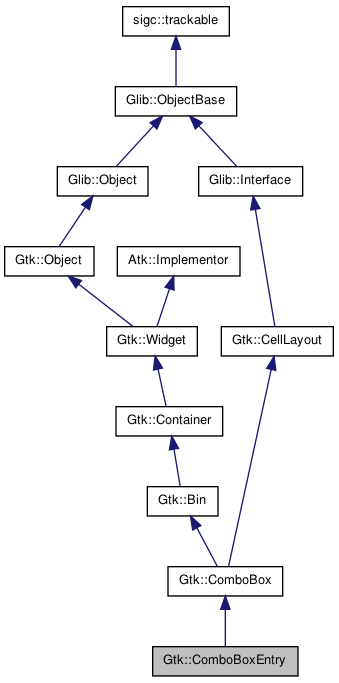 sigc::trackable
Glib::ObjectBase
Glib::Object
Glib::Interface
Gtk::Object
Atk::Implementor
Gtk::Widget
Gtk::CellLayout
Gtk::Container
Gtk::Bin
Gtk::ComboBox
Gtk::ComboBoxEntry